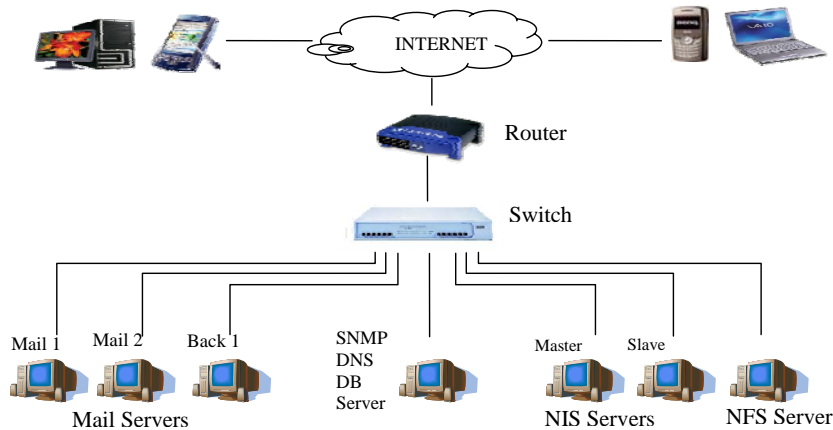 INTERNET
Router
Switch
Mail 1
Mail 2
Back 1
SNMP
DNS
DB
Server
Master
Slave
Mail Servers
NIS Servers
NFS Server